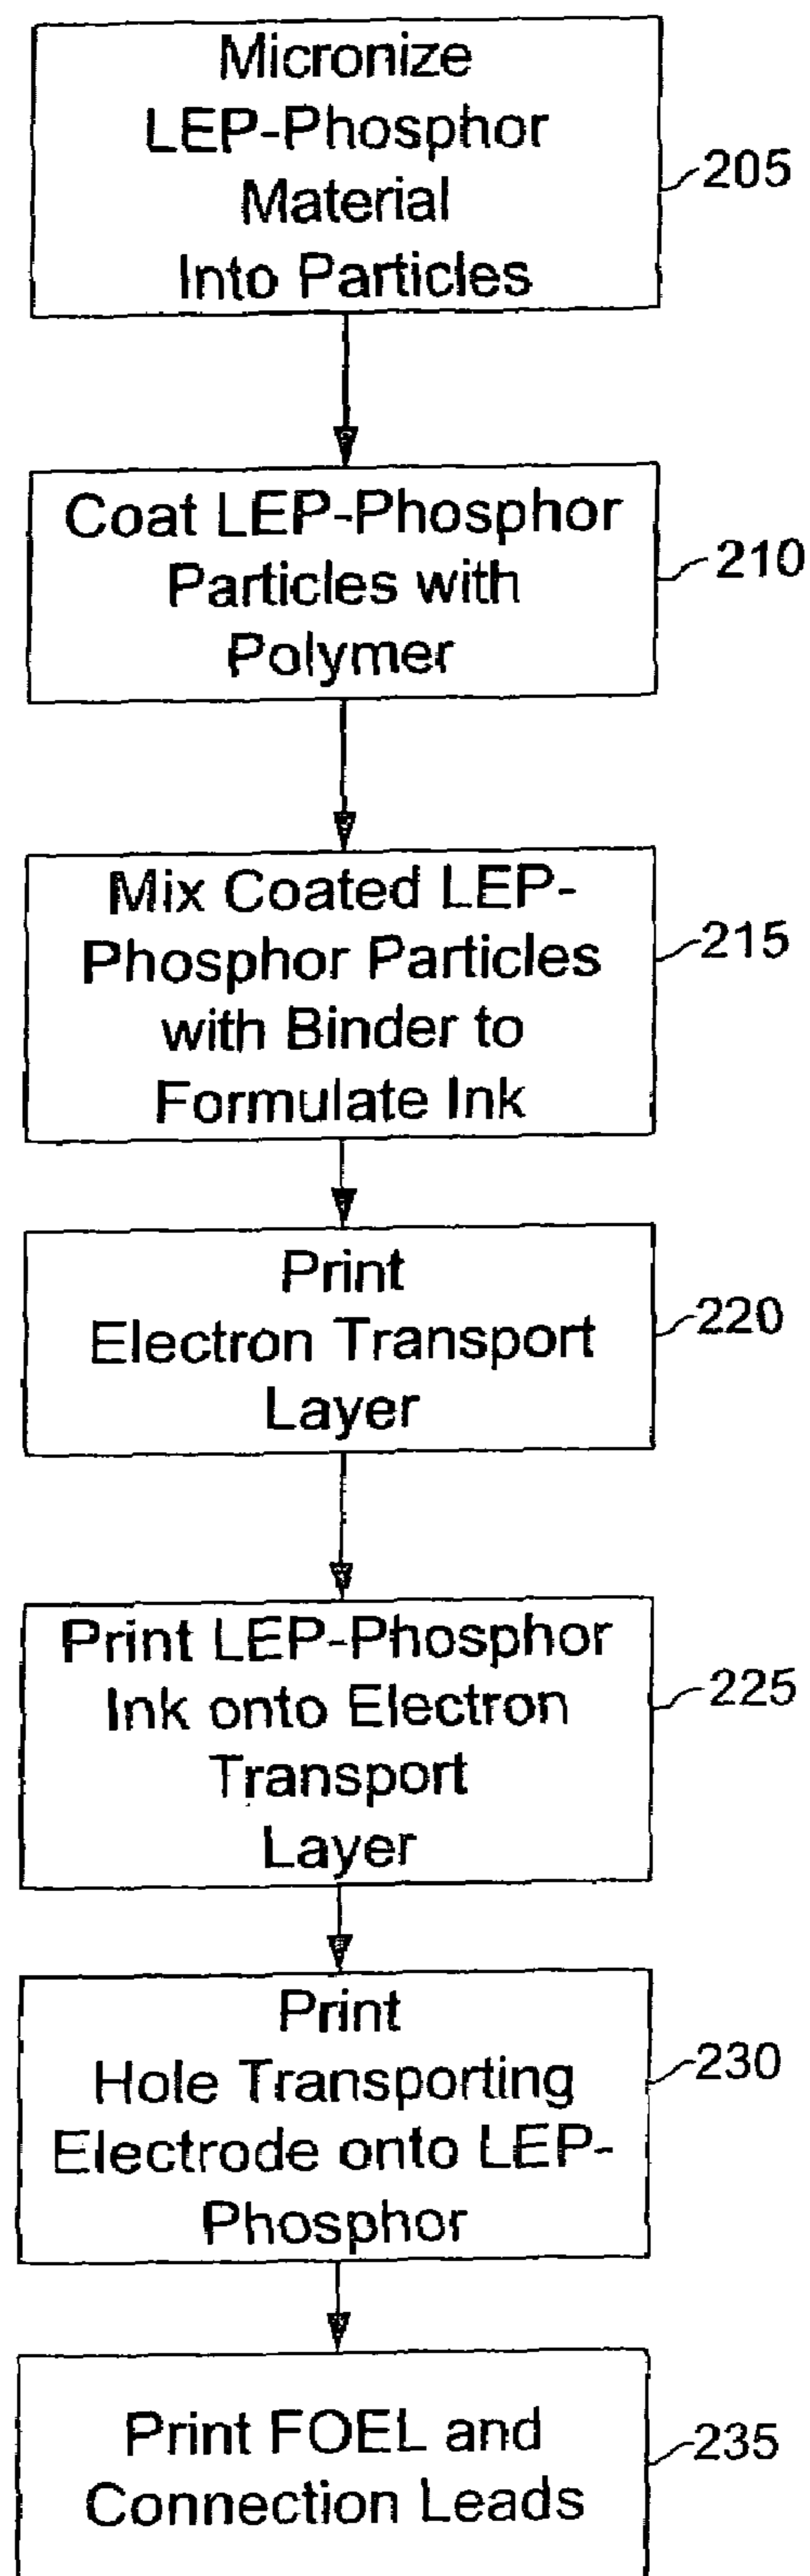 Micronize
LEP-Phosphor
Material
Into Particles
205
Coat LEP-Phosphor
Particles with
Polymer
210
Mix Coated LEP-
Phosphor Particles
with Binder to
Formulate Ink
215
Print
Electron Transport
Layer
220
Print LEP-Phosphor
Ink onto Electron
Transport
Layer
225
Print
Hole Transporting
Electrode onto LEP-
Phosphor
230
Print FOEL and
Connection Leads
235